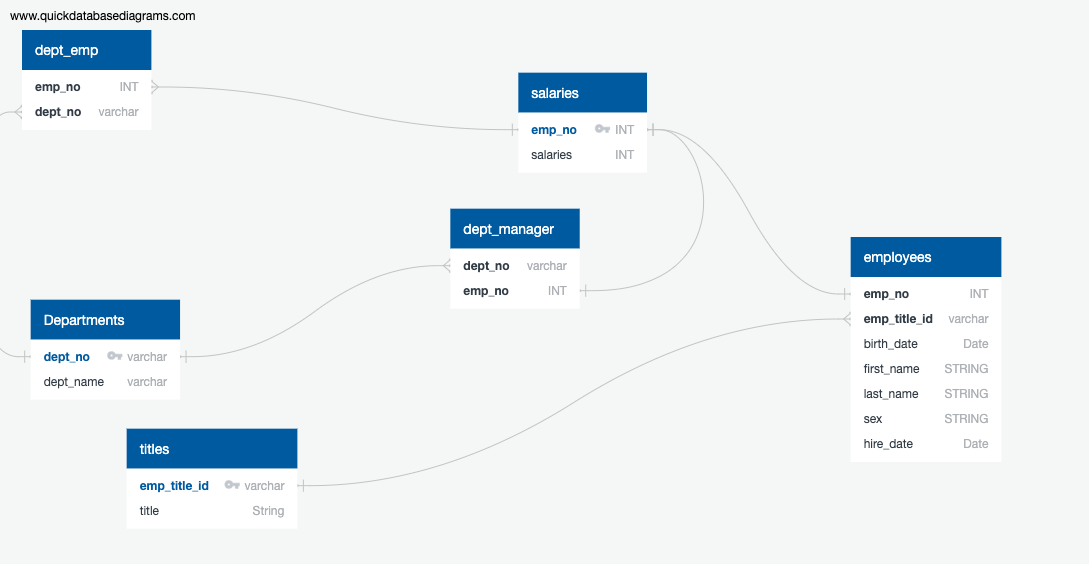 www.quickdatabasediagrams.com
dept_emp
emp_no INT
dept_no varchar
salaries
emp_no INT
salaries INT
dept_manager
dept_no varchar
emp_no INT
employees
emp_no INT
emp_title_id varchar
birth_date Date
first_name STRING
last_name STRING
sex STRING
hire_date Date
Departments
dept_no varchar
dept_name varchar
titles
emp_title_id varchar
title String